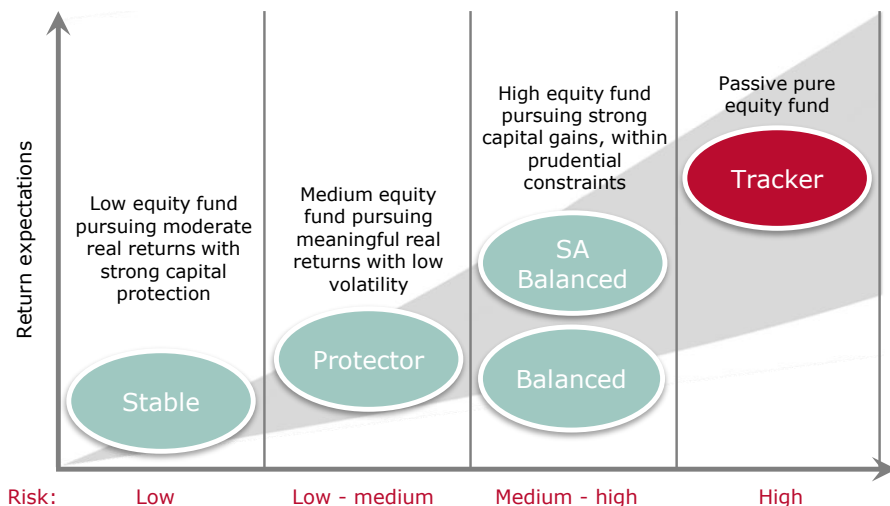 Return expectations
Low equity fund
pursuing moderate
real returns with
strong capital
protection
Stable
Medium equity
fund pursuing
meaningful real
returns with low
volatility
Protector
High equity fund
pursuing strong
capital gains, within
prudential
constraints
SA
Balanced
Balanced
Passive pure
equity fund
Tracker
Risk: Low Low - medium Medium - high High